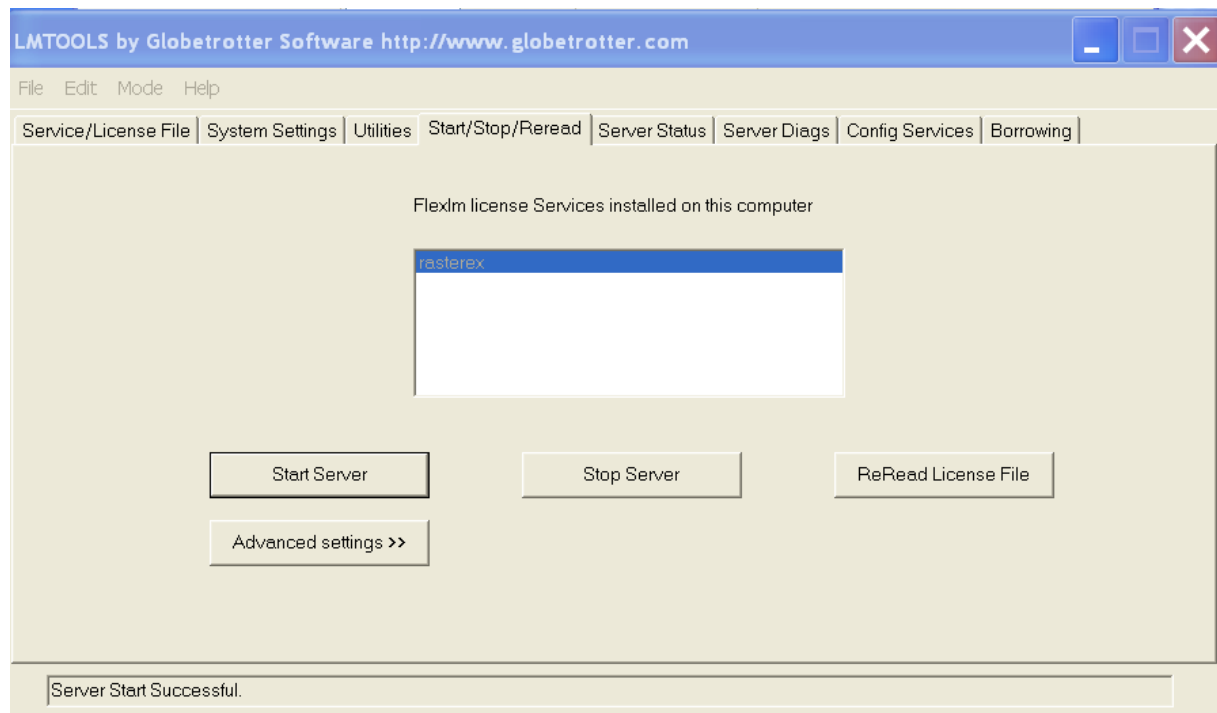 LMTOOLS by Globetrotter Software http://www.globetrotter.com
File Edit Mode Help
Service/License File System Settings Utilities Start/Stop/Reread Server Status Server Diags Config Services Borrowing
Flexlm license Services installed on this computer
rasterex
Start Server Stop Server ReRead License File
Advanced settings >>
Server Start Successful.